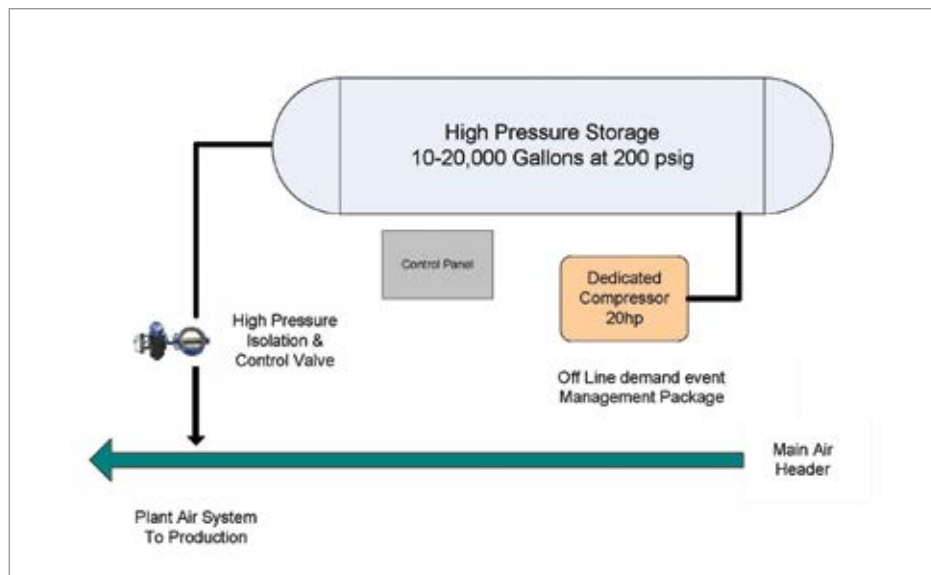 High Pressure Storage
10-20,000 Gallons at 200 psig
Control Panel
Dedicated
Compressor
20hp
High Pressure
Isolation &
Control Valve
Off Line demand event
Management Package
Main Air
Header
Plant Air System
To Production